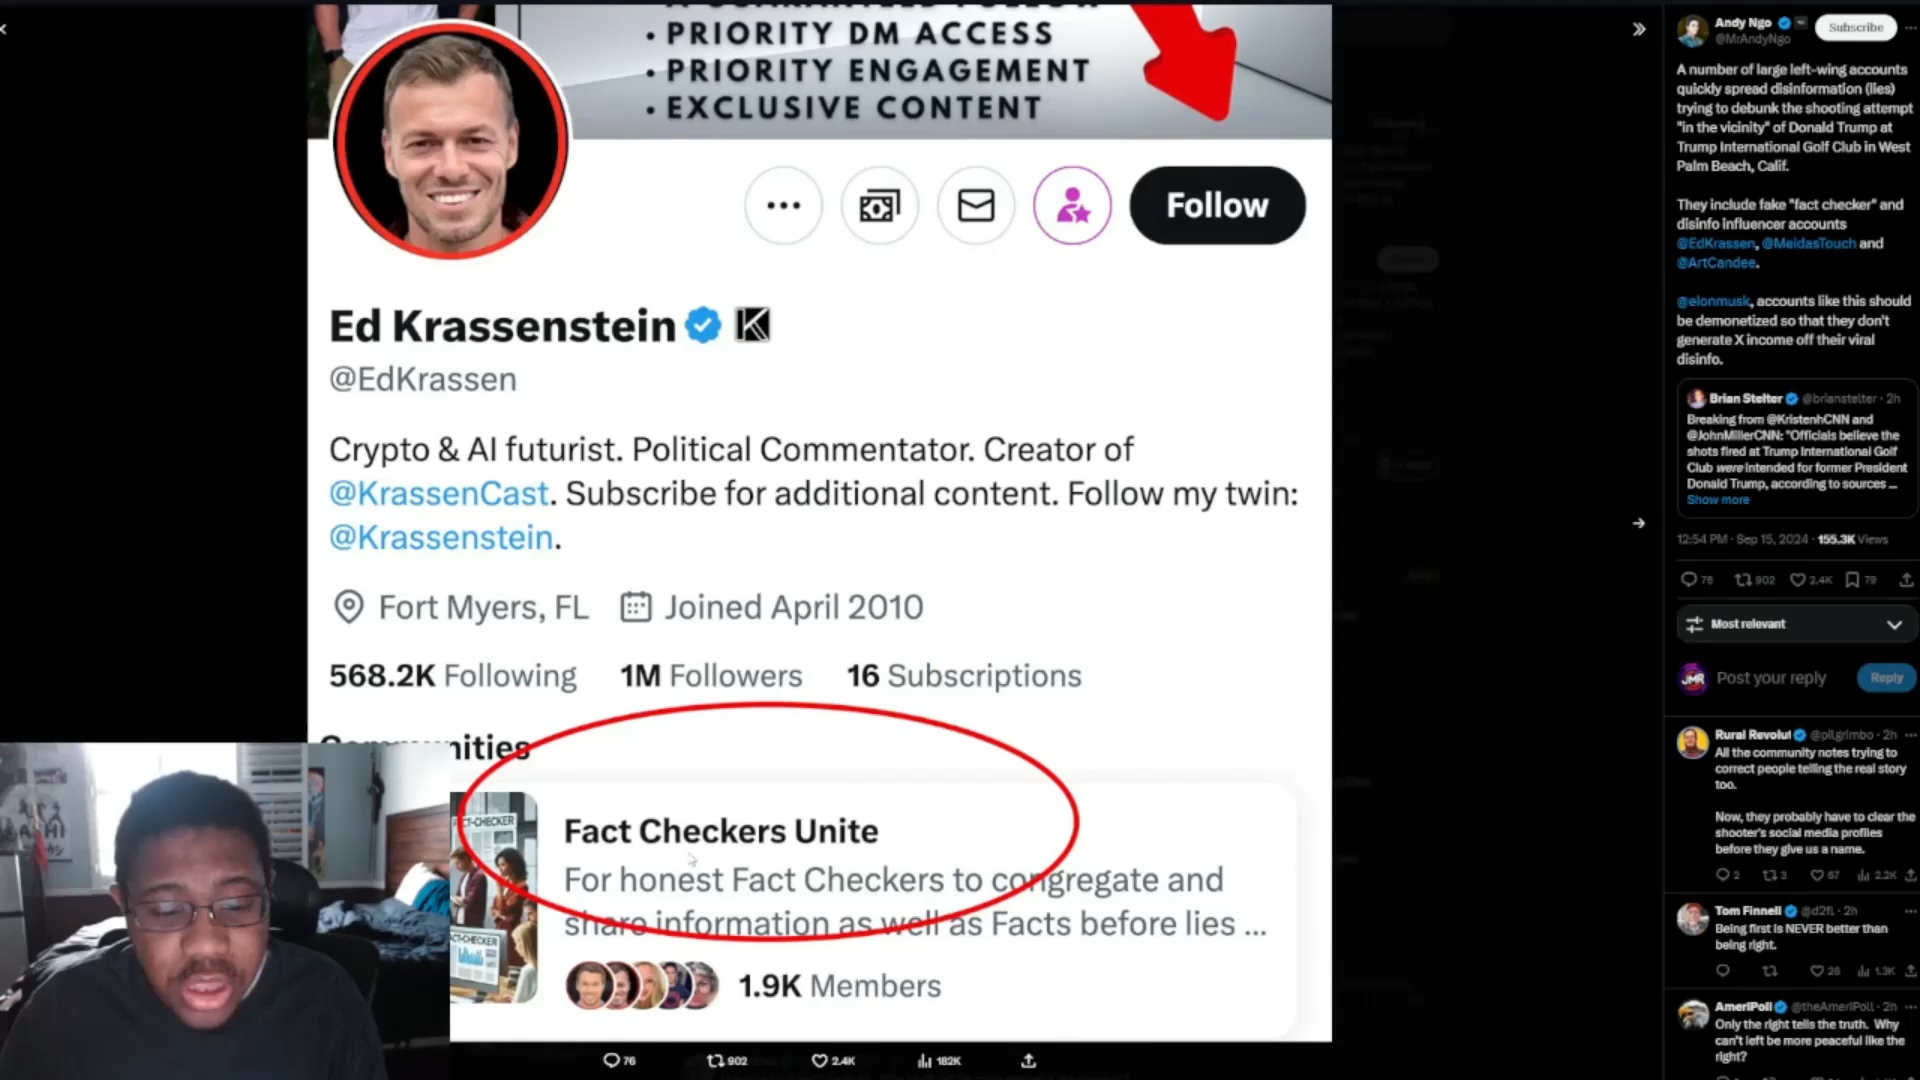 • PRIORITY DM ACCESS
• PRIORITY ENGAGEMENT
• EXCLUSIVE CONTENT
Follow
Ed Krassenstein
@EdKrassen
Crypto & AI futurist. Political Commentator. Creator of
@KrassenCast. Subscribe for additional content. Follow my twin:
@Krassenstein.
Fort Myers, FL Joined April 2010
568.2K Following 1M Followers 16 Subscriptions
Communities
Fact Checkers Unite
For honest Fact Checkers to congregate and
share information as well as Facts before lies ...
1.9K Members
76 902 2.4K 182K
Andy Ngo
@MrAndyNgo
Subscribe
A number of large left-wing accounts
quickly spread disinformation (lies)
trying to debunk the shooting attempt
"in the vicinity" of Donald Trump at
Trump International Golf Club in West
Palm Beach, Calif.
They include fake "fact checker" and
disinfo influencer accounts
@EdKrassen, @MeidasTouch and
@ArtCandee.
@elonmusk, accounts like this should
be demonetized so that they don't
generate X income off their viral
disinfo.
Brian Stelter @brianstelter · 2h
Breaking from @KristenhCNN and
@JohnMillerCNN: "Officials believe the
shots fired at Trump International Golf
Club were intended for former President
Donald Trump, according to sources ...
Show more
12:54 PM · Sep 15, 2024 · 155.3K Views
76 902 2.4K 79
Most relevant
JMR
Post your reply
Reply
Rural Revolut @pilgrimbo · 2h
All the community notes trying to
correct people telling the real story
too.
Now, they probably have to clear the
shooter's social media profiles
before they give us a name.
2 3 67 2.2K
Tom Finnell @d2fl · 2h
Being first is NEVER better than
being right.
26 1.3K
AmeriPoll @theAmeriPoll · 2h
Only the right tells the truth. Why
can't left be more peaceful like the
right?